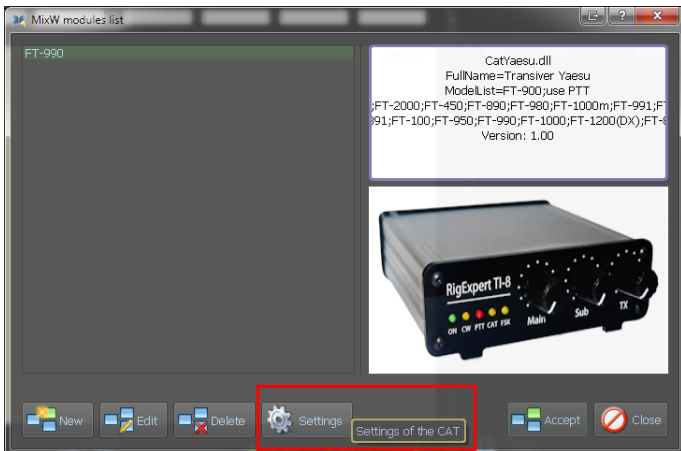 MixW modules list
FT-990
CatYaesu.dll
FullName=Transiver Yaesu
ModelList=FT-900;use PTT
;FT-2000;FT-450;FT-890;FT-980;FT-1000m;FT-991;F
891;FT-100;FT-950;FT-990;FT-1000;FT-1200(DX);FT-8
Version: 1.00
RigExpert TI-8
ON CW PTT CAT FSK
Main
Sub
TX
New
Edit
Delete
Settings
Settings of the CAT
Accept
Close